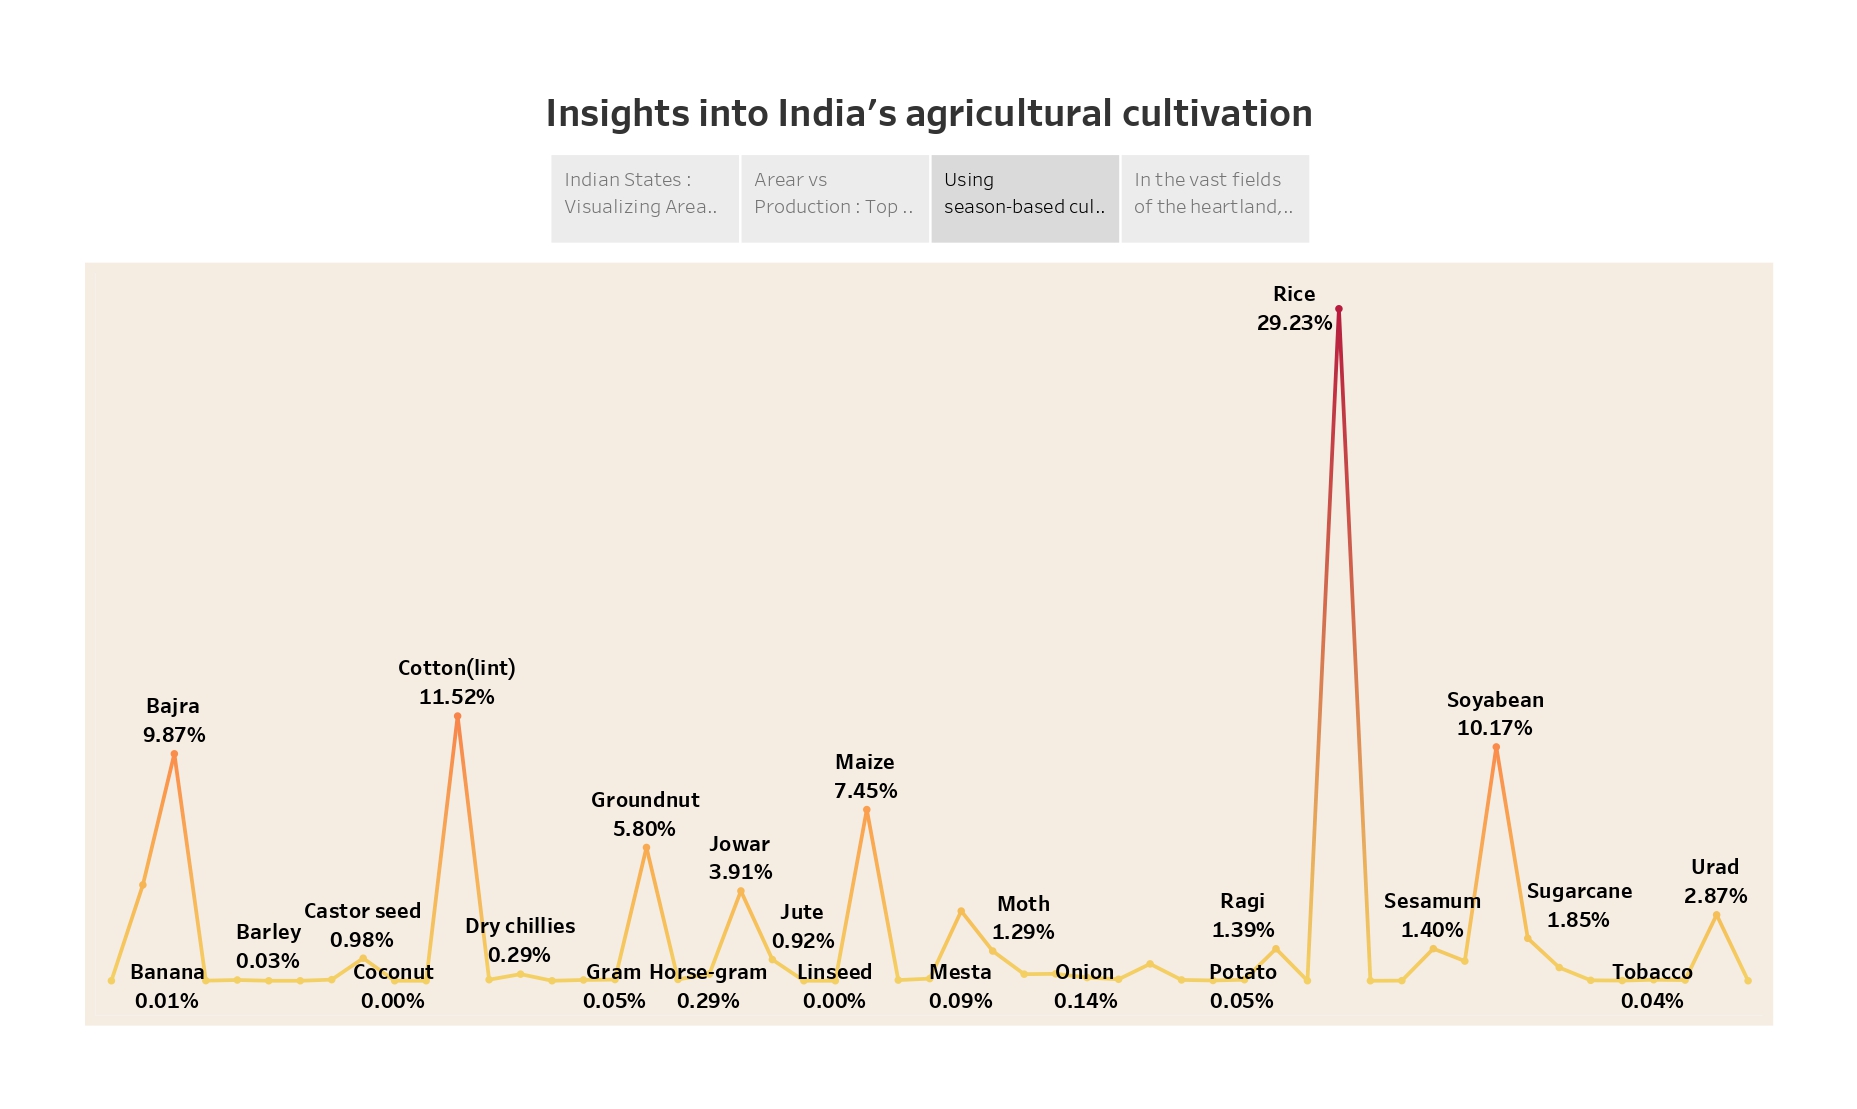 Insights into India’s agricultural cultivation
Indian States :
Visualizing Area..
Arear vs
Production : Top ..
Using
season-based cul..
In the vast fields
of the heartland,..
Rice
29.23%
Cotton(lint)
11.52%
Bajra
9.87%
Soyabean
10.17%
Maize
7.45%
Groundnut
5.80%
Jowar
3.91%
Urad
2.87%
Sugarcane
1.85%
Castor seed
0.98%
Barley
0.03%
Dry chillies
0.29%
Jute
0.92%
Moth
1.29%
Ragi
1.39%
Sesamum
1.40%
Banana
0.01%
Coconut
0.00%
Gram
0.05%
Horse-gram
0.29%
Linseed
0.00%
Mesta
0.09%
Onion
0.14%
Potato
0.05%
Tobacco
0.04%